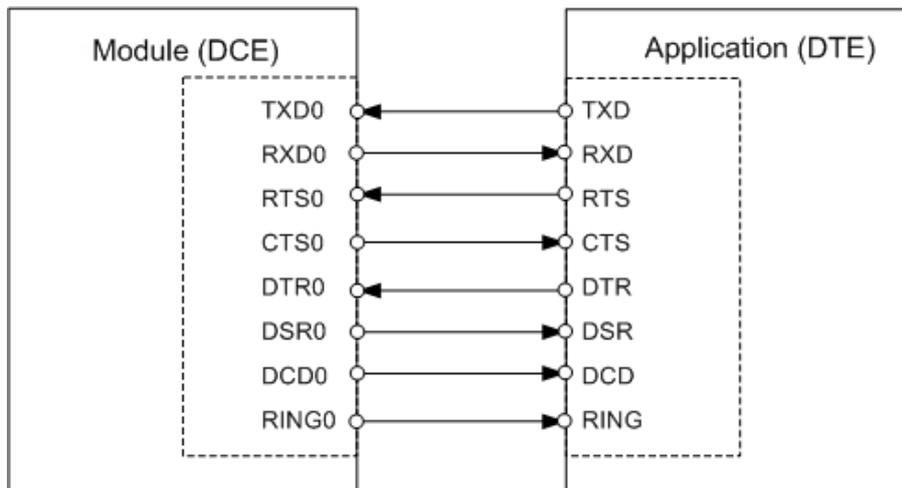 Module (DCE) Application (DTE)
TXD0 TXD
RXD0 RXD
RTS0 RTS
CTS0 CTS
DTR0 DTR
DSR0 DSR
DCD0 DCD
RING0 RING